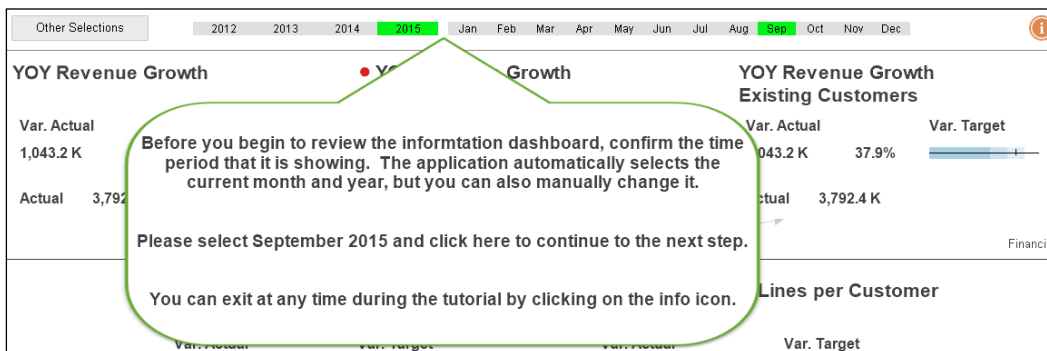 Other Selections 2012 2013 2014 2015 Jan Feb Mar Apr May Jun Jul Aug Sep Oct Nov Dec
YOY Revenue Growth Growth YOY Revenue Growth
Existing Customers
Var. Actual Var. Actual Var. Target
1,043.2 K 37.9%
Before you begin to review the informtation dashboard, confirm the time
period that it is showing. The application automatically selects the
current month and year, but you can also manually change it.
Actual 3,792.4 K
Please select September 2015 and click here to continue to the next step.
You can exit at any time during the tutorial by clicking on the info icon.
Lines per Customer
Var. Target